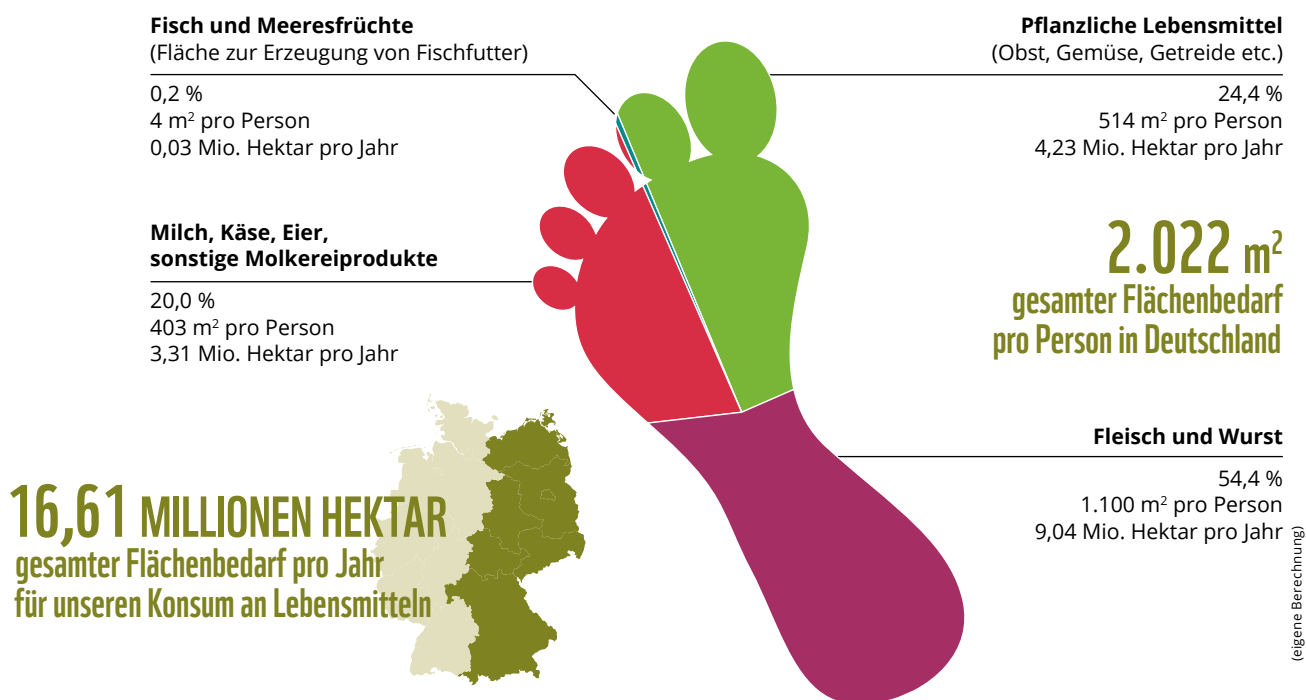 Fisch und Meeresfrüchte
(Fläche zur Erzeugung von Fischfutter)
0,2 %
4 m² pro Person
0,03 Mio. Hektar pro Jahr
Pflanzliche Lebensmittel
(Obst, Gemüse, Getreide etc.)
24,4 %
514 m² pro Person
4,23 Mio. Hektar pro Jahr
Milch, Käse, Eier,
sonstige Molkereiprodukte
20,0 %
403 m² pro Person
3,31 Mio. Hektar pro Jahr
2.022 m²
gesamter Flächenbedarf
pro Person in Deutschland
Fleisch und Wurst
54,4 %
1.100 m² pro Person
9,04 Mio. Hektar pro Jahr
16,61 MILLIONEN HEKTAR
gesamter Flächenbedarf pro Jahr
für unseren Konsum an Lebensmitteln
(eigene Berechnung)